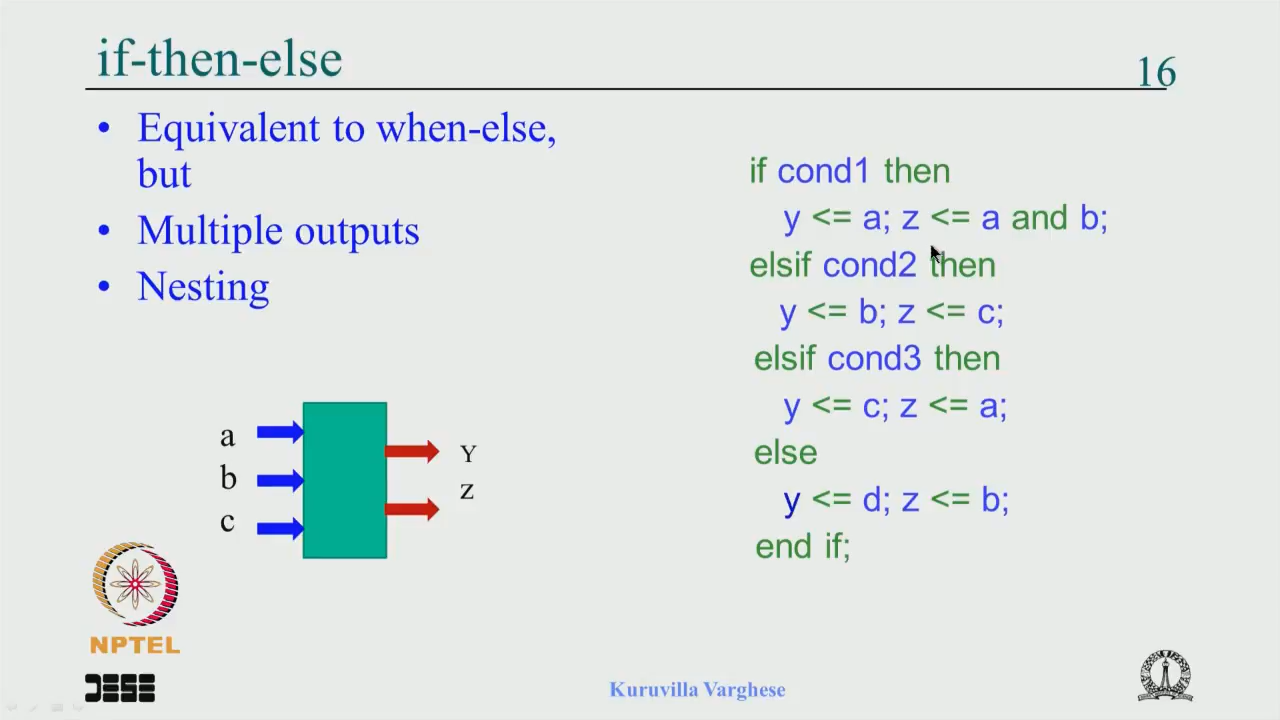 if-then-else
16
• Equivalent to when-else,
but
• Multiple outputs
• Nesting
if cond1 then
y <= a; z <= a and b;
elsif cond2 then
y <= b; z <= c;
elsif cond3 then
y <= c; z <= a;
else
y <= d; z <= b;
end if;
a
b
c
Y
Z
NPTEL
Kuruvilla Varghese